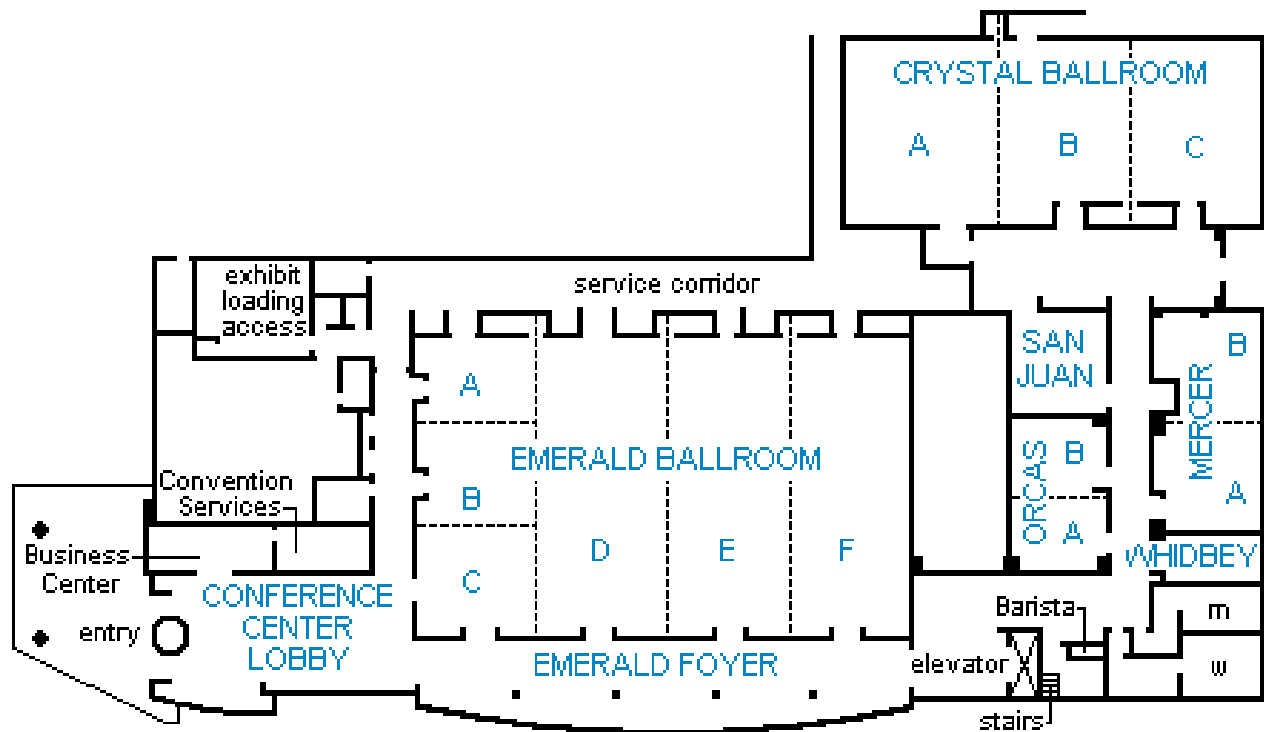 CRYSTAL BALLROOM
A
B
C
exhibit
loading
access
service corridor
SAN
JUAN
B
MERCER
A
A
EMERALD BALLROOM
B
ORCAS
B
A
Convention
Services
C
D
E
F
WHIDBEY
Business
Center
CONFERENCE
CENTER
LOBBY
entry
EMERALD FOYER
elevator
Barista
stairs
m
w